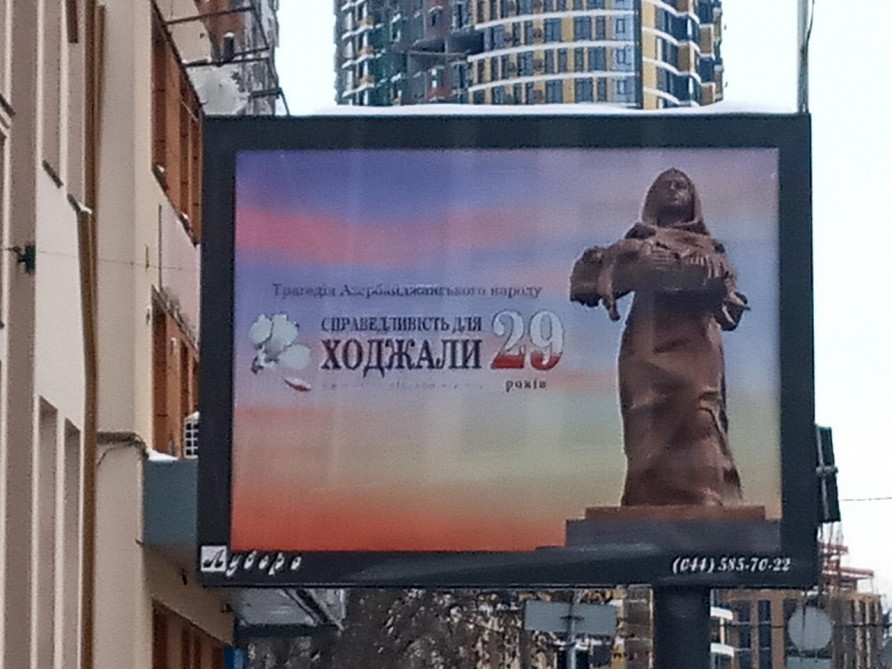 Трагедія Азербайджанського народу
СПРАВЕДЛИВІСТЬ ДЛЯ
ХОДЖАЛИ 29
років
(044) 585-70-22